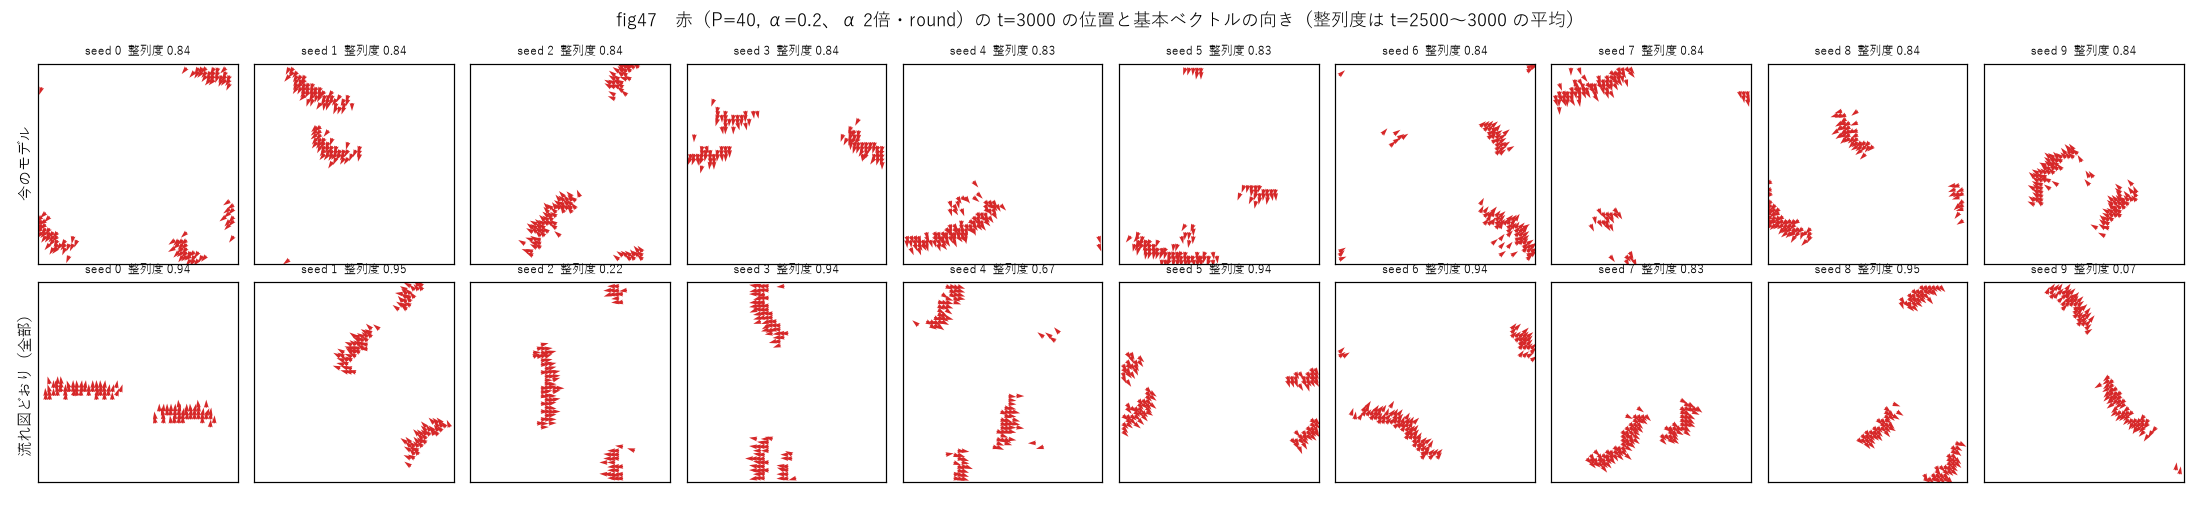 fig47 赤（P=40, α=0.2、α 2倍・round）の t=3000 の位置と基本ベクトルの向き（整列度は t=2500～3000 の平均）
seed 0 整列度 0.84
seed 1 整列度 0.84
seed 2 整列度 0.84
seed 3 整列度 0.84
seed 4 整列度 0.83
seed 5 整列度 0.83
seed 6 整列度 0.84
seed 7 整列度 0.84
seed 8 整列度 0.84
seed 9 整列度 0.84
今のモデル
seed 0 整列度 0.94
seed 1 整列度 0.95
seed 2 整列度 0.22
seed 3 整列度 0.94
seed 4 整列度 0.67
seed 5 整列度 0.94
seed 6 整列度 0.94
seed 7 整列度 0.83
seed 8 整列度 0.95
seed 9 整列度 0.07
流れ図どおり（全部）